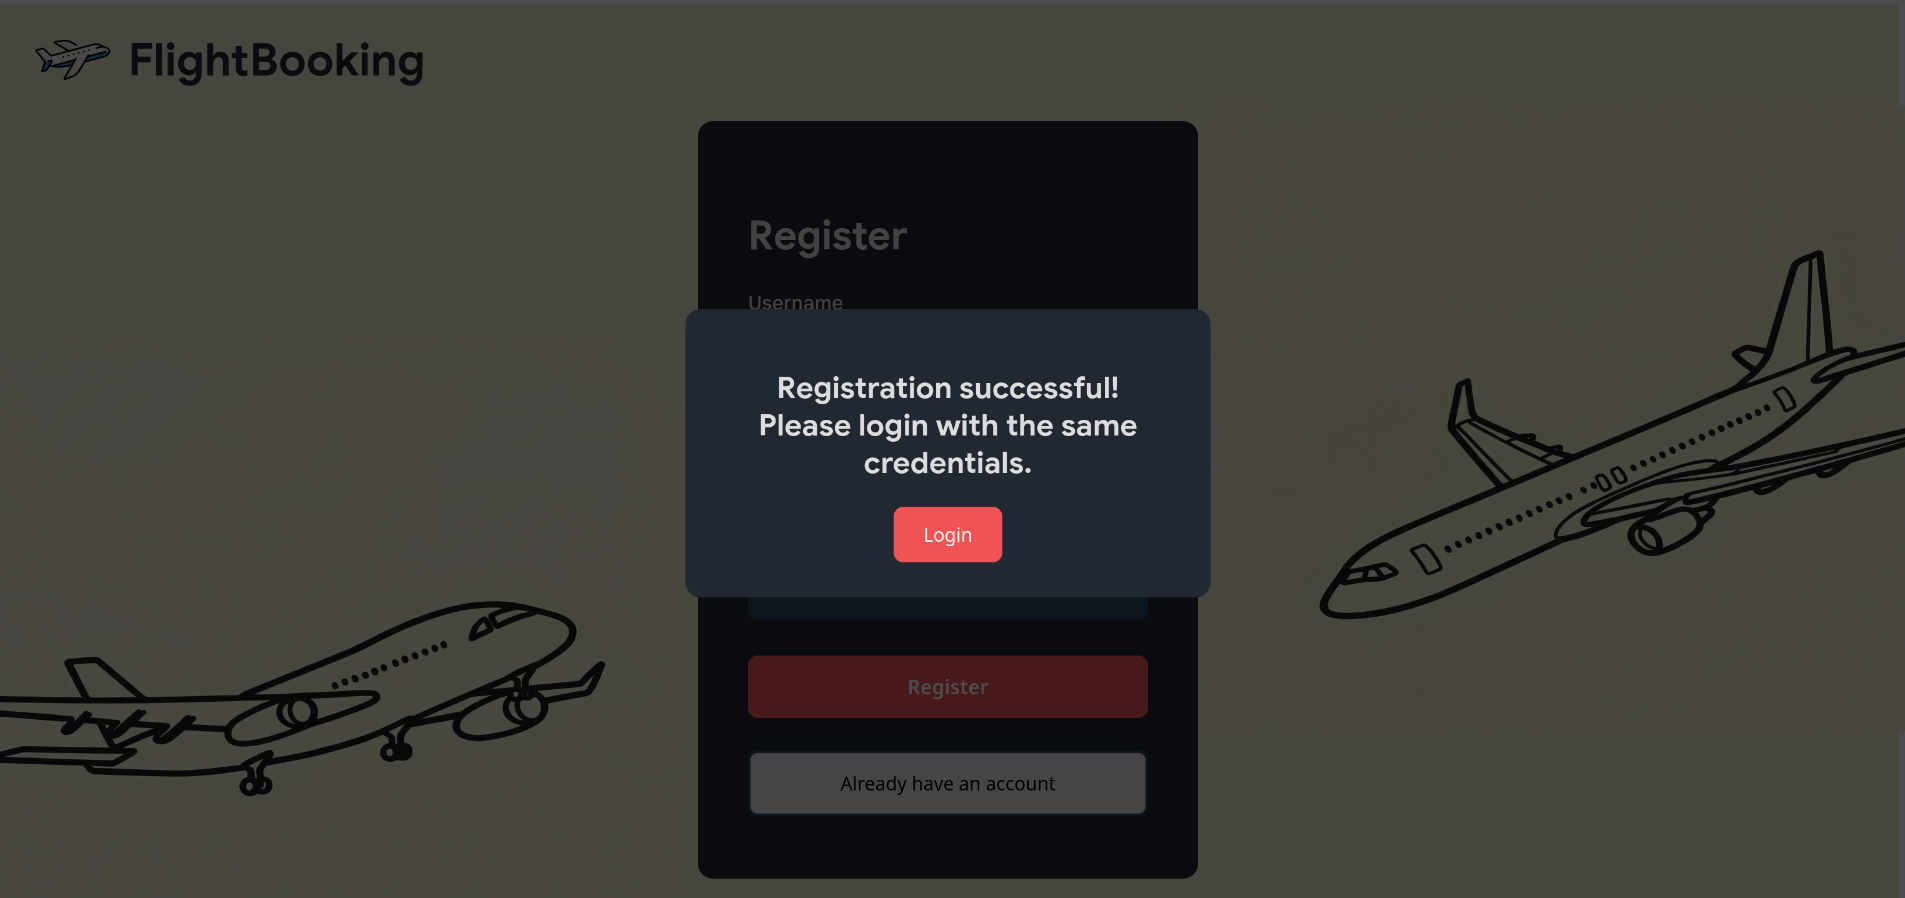 FlightBooking
Register
Username
Registration successful!
Please login with the same
credentials.
Login
Register
Already have an account